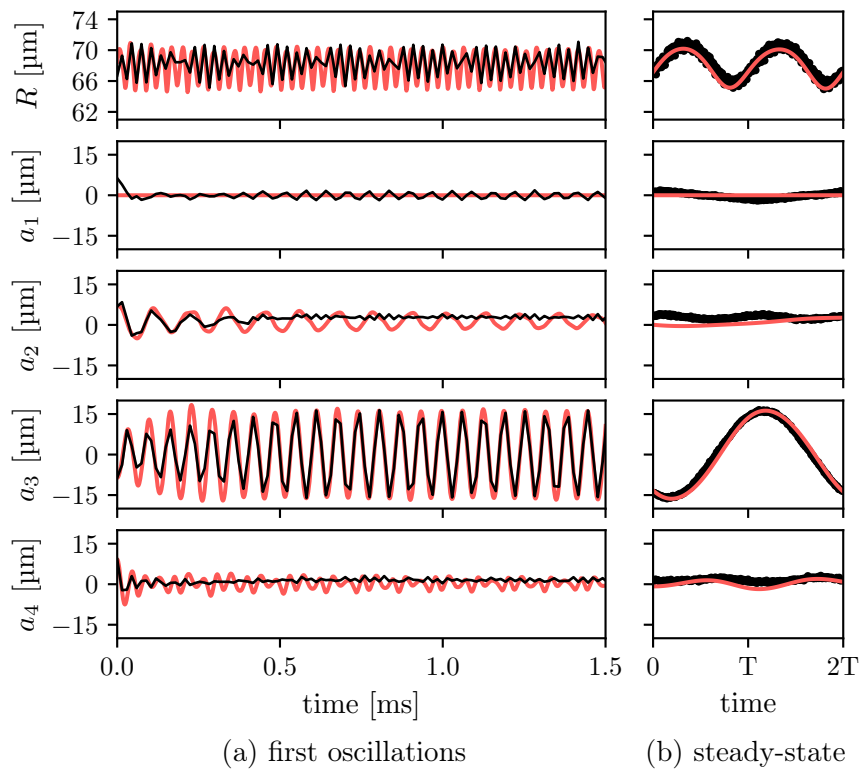 74
70
66
62
R [µm]
15
0
−15
a1 [µm]
15
0
−15
a2 [µm]
15
0
−15
a3 [µm]
15
0
−15
a4 [µm]
0.0 0.5 1.0 1.5 0 T 2T
time [ms] time
(a) first oscillations (b) steady-state